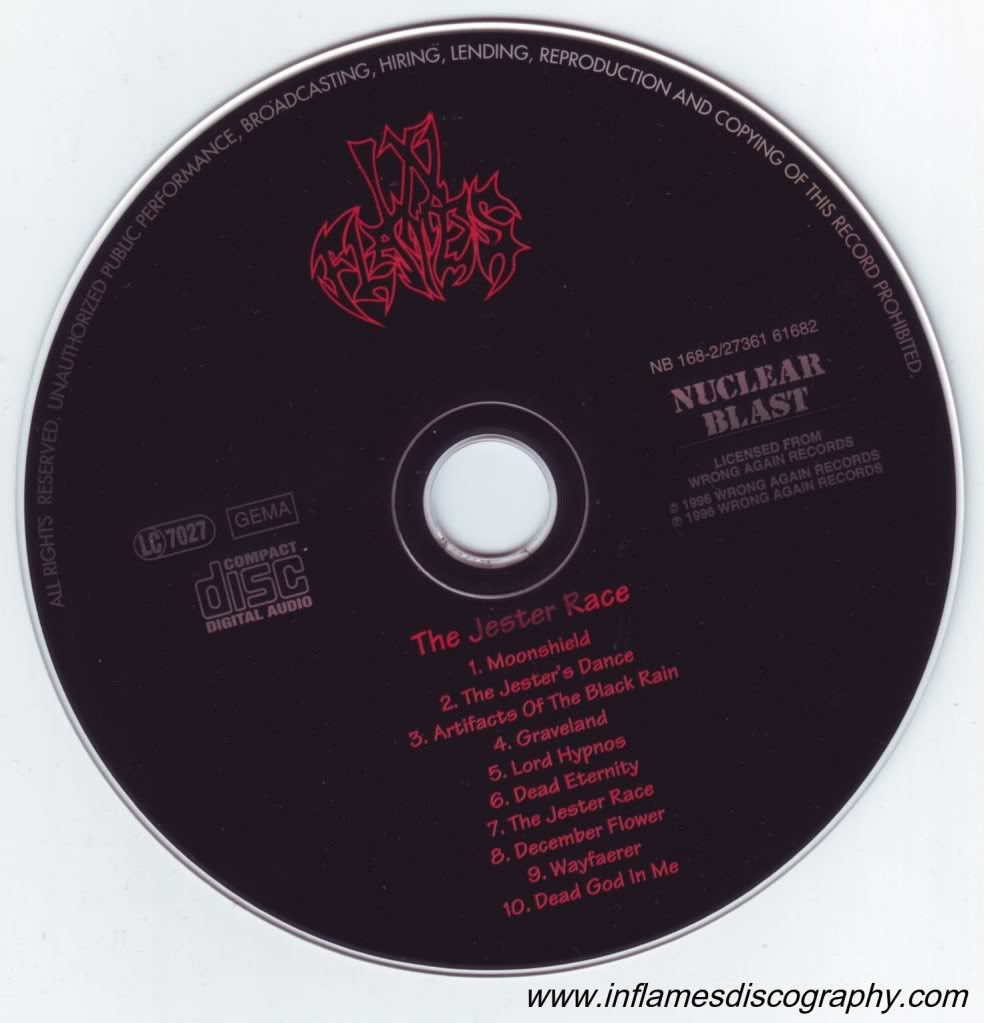 ALL RIGHTS RESERVED. UNAUTHORIZED PUBLIC PERFORMANCE, BROADCASTING, HIRING, LENDING, REPRODUCTION AND COPYING OF THIS RECORD PROHIBITED.
IN
FLAMES
NB 168-2/27361 61682
NUCLEAR
BLAST
LICENSED FROM
WRONG AGAIN RECORDS
© 1996 WRONG AGAIN RECORDS
℗ 1996 WRONG AGAIN RECORDS
LC 7027
GEMA
COMPACT
disc
DIGITAL AUDIO
The Jester Race
1. Moonshield
2. The Jester's Dance
3. Artifacts Of The Black Rain
4. Graveland
5. Lord Hypnos
6. Dead Eternity
7. The Jester Race
8. December Flower
9. Wayfaerer
10. Dead God In Me
www.inflamesdiscography.com